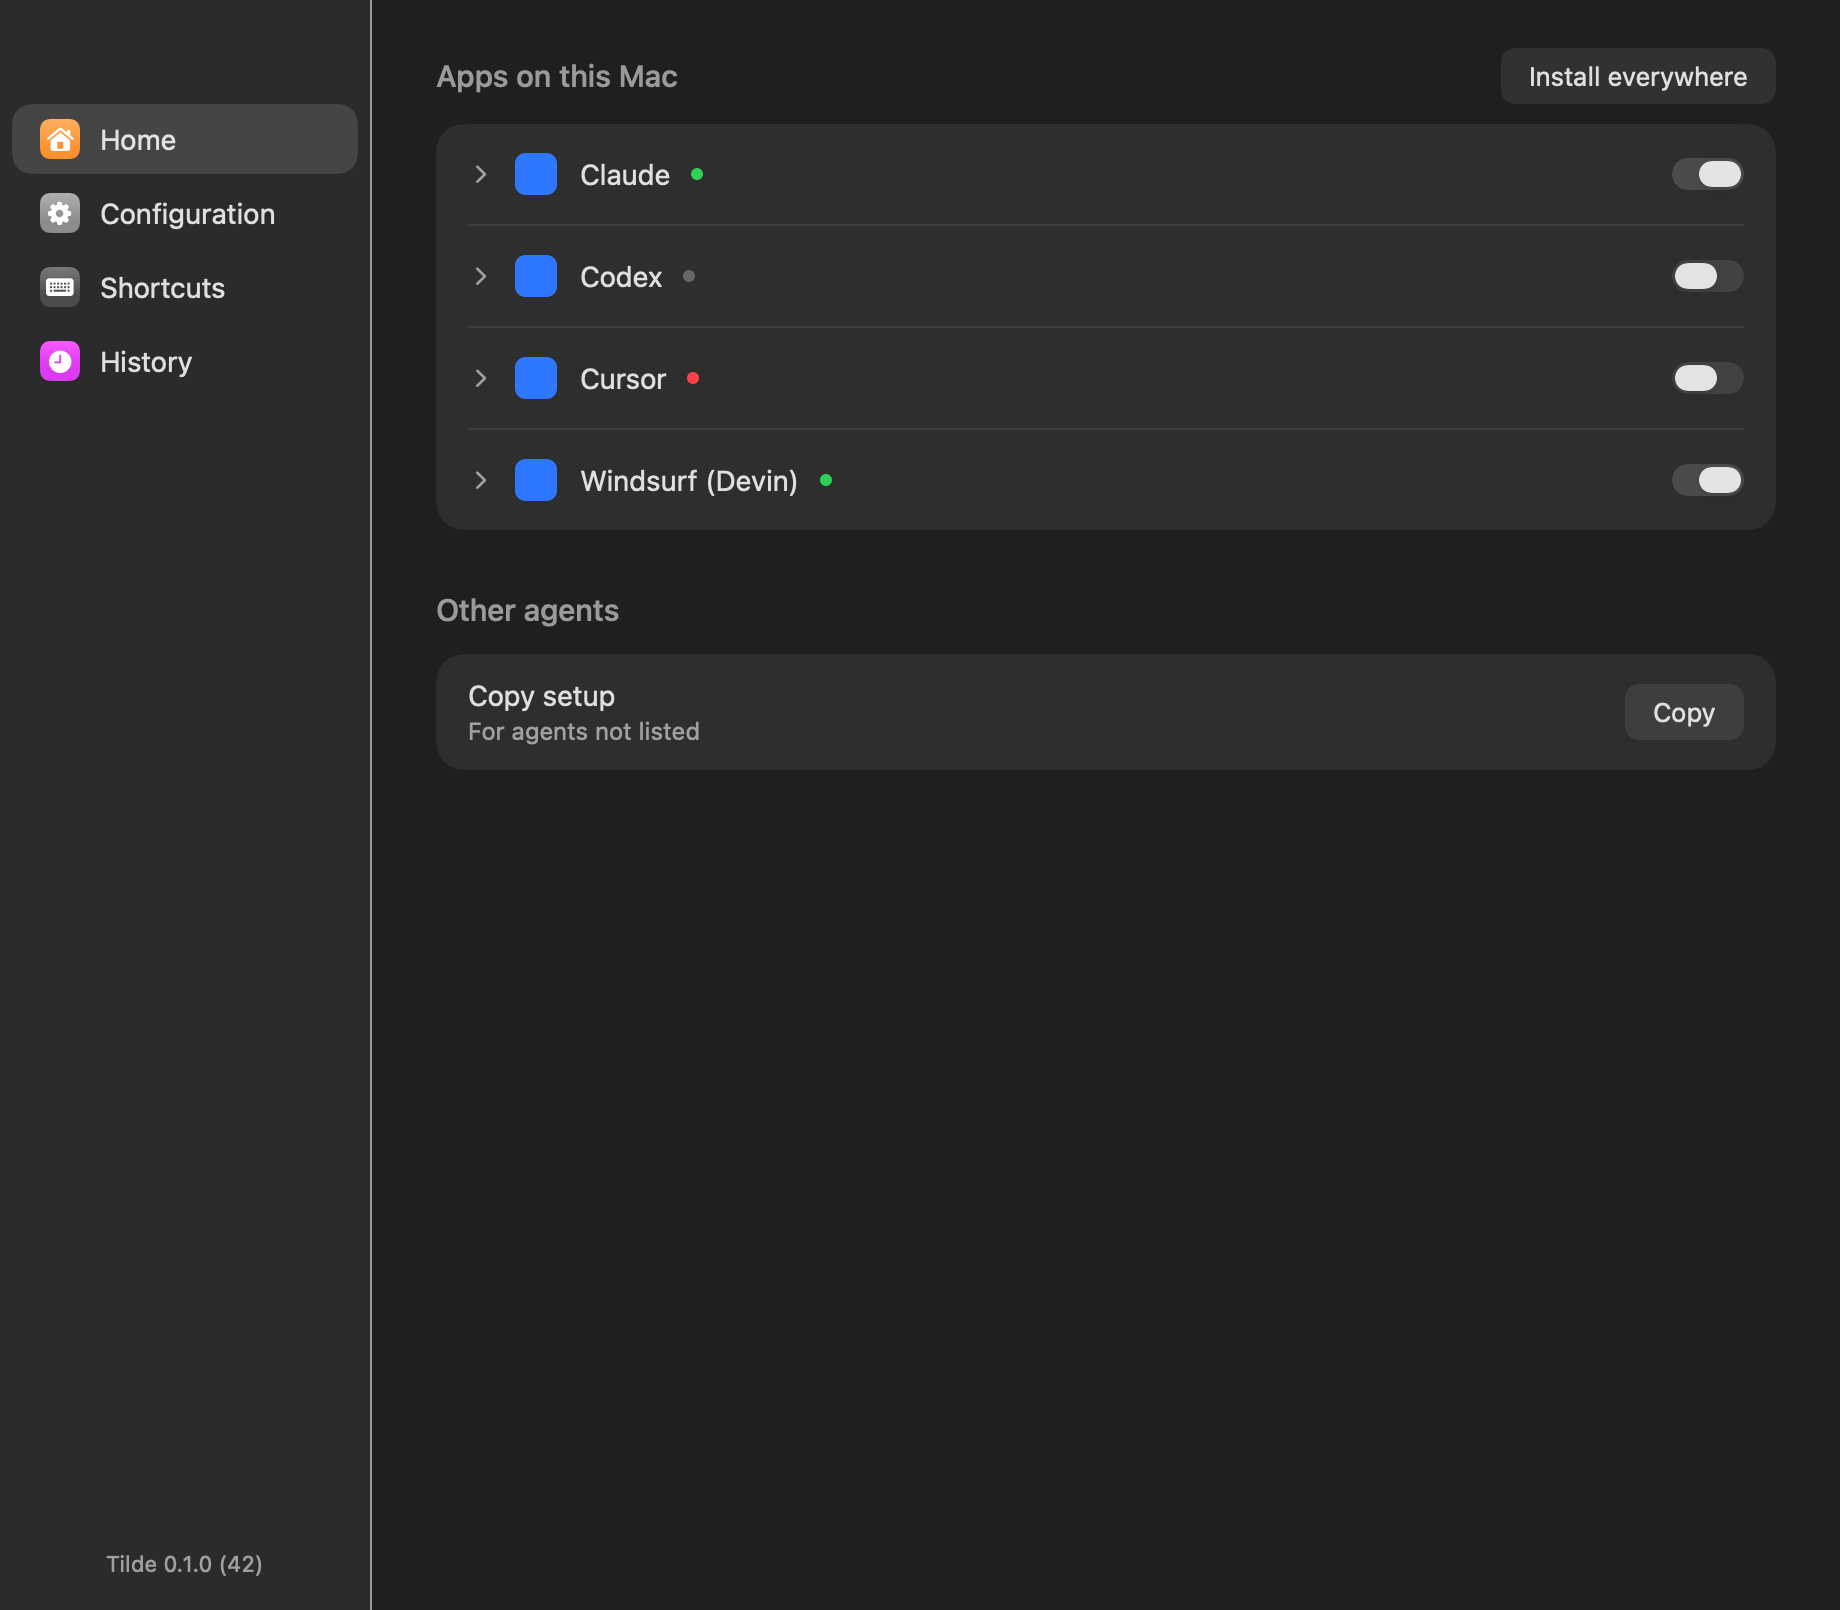 Home
Configuration
Shortcuts
History
Tilde 0.1.0 (42)
Apps on this Mac
Install everywhere
Claude
Codex
Cursor
Windsurf (Devin)
Other agents
Copy setup
For agents not listed
Copy